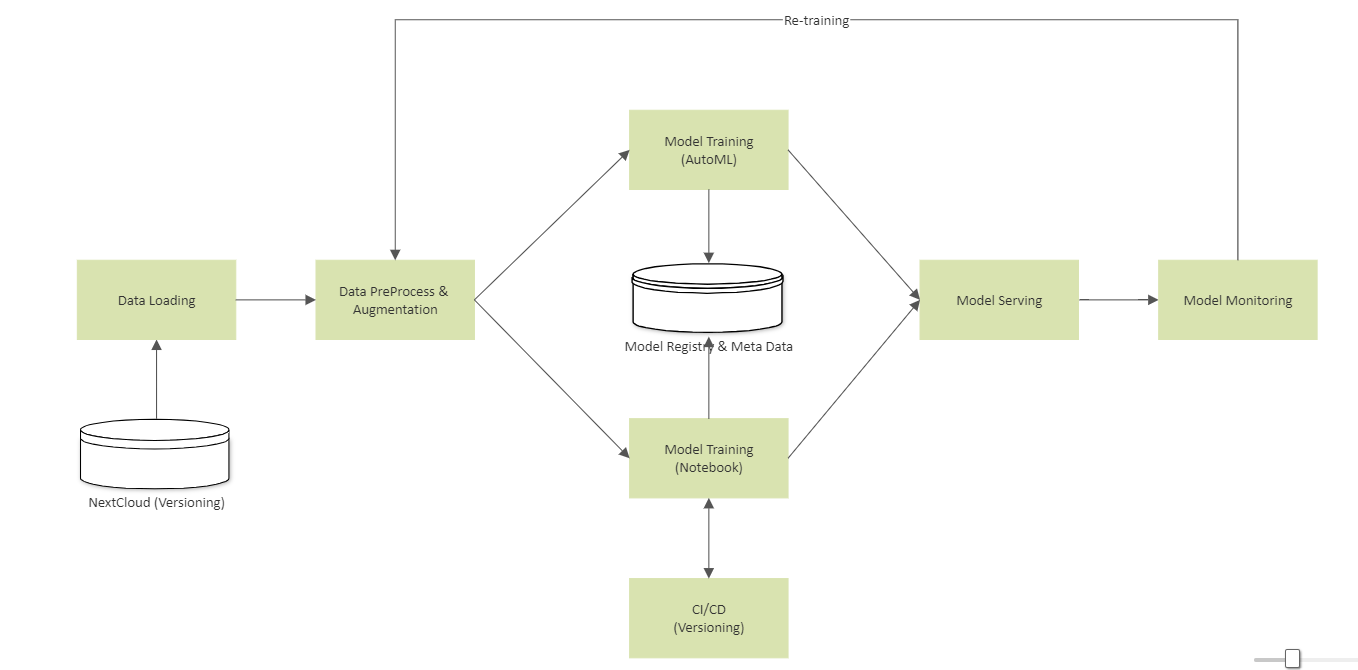 Re-training
Model Training
(AutoML)
Data Loading
Data PreProcess &
Augmentation
Model Serving
Model Monitoring
Model Registry & Meta Data
Model Training
(Notebook)
NextCloud (Versioning)
CI/CD
(Versioning)